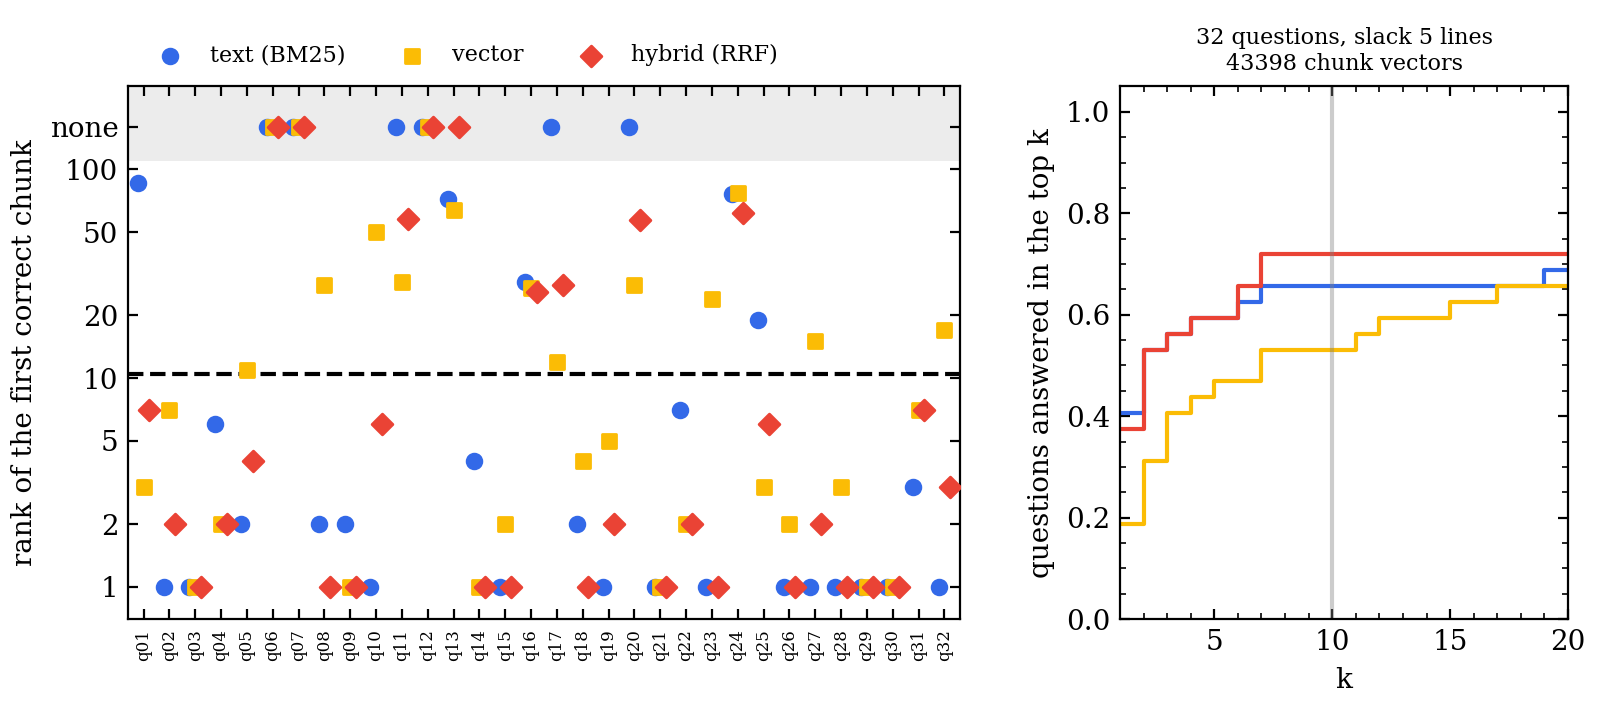 text (BM25) vector hybrid (RRF)
32 questions, slack 5 lines
43398 chunk vectors
rank of the first correct chunk
none
100
50
20
10
5
2
1
q01 q02 q03 q04 q05 q06 q07 q08 q09 q10 q11 q12 q13 q14 q15 q16 q17 q18 q19 q20 q21 q22 q23 q24 q25 q26 q27 q28 q29 q30 q31 q32
questions answered in the top k
1.0
0.8
0.6
0.4
0.2
0.0
5 10 15 20
k